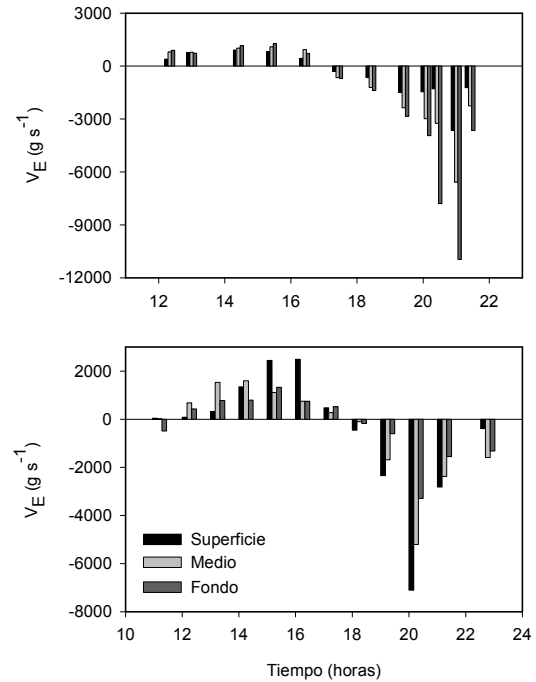 3000
0
-3000
-6000
-9000
-12000
V_E (g s⁻¹)
12 14 16 18 20 22
2000
0
-2000
-4000
-6000
-8000
V_E (g s⁻¹)
Superficie
Medio
Fondo
10 12 14 16 18 20 22 24
Tiempo (horas)